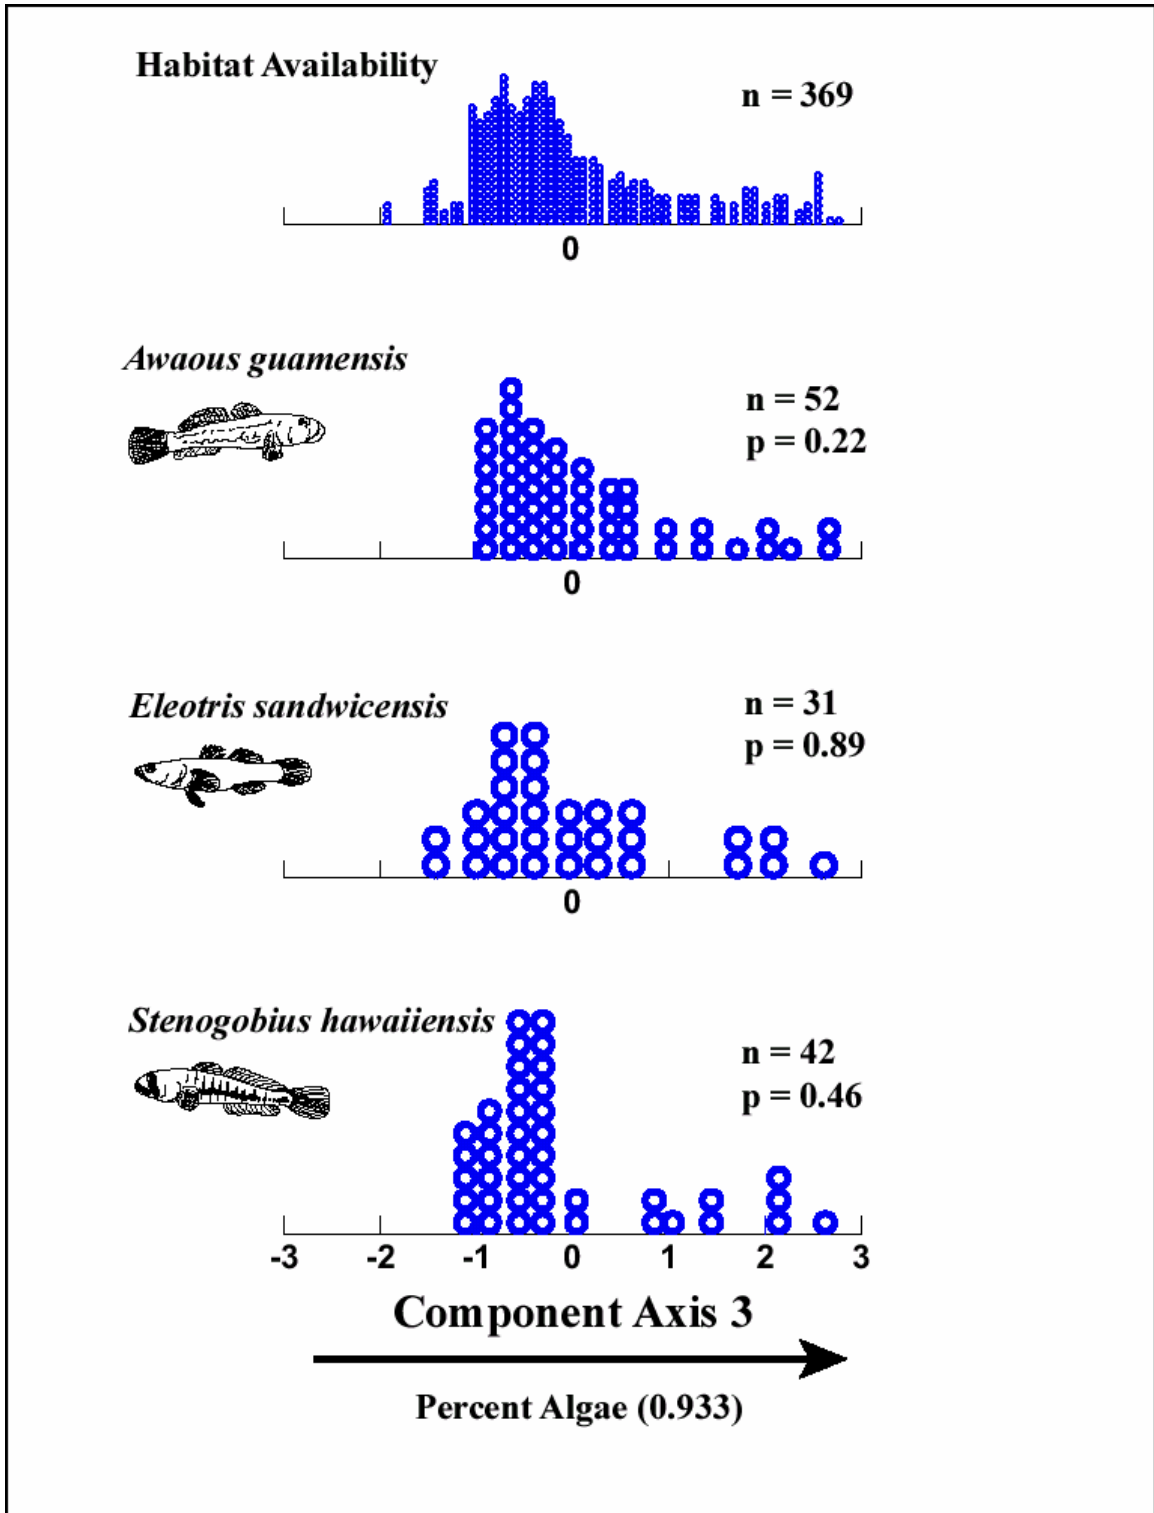 Habitat Availability
n = 369
0
Awaous guamensis
n = 52
p = 0.22
0
Eleotris sandwicensis
n = 31
p = 0.89
0
Stenogobius hawaiiensis
n = 42
p = 0.46
-3 -2 -1 0 1 2 3
Component Axis 3
Percent Algae (0.933)